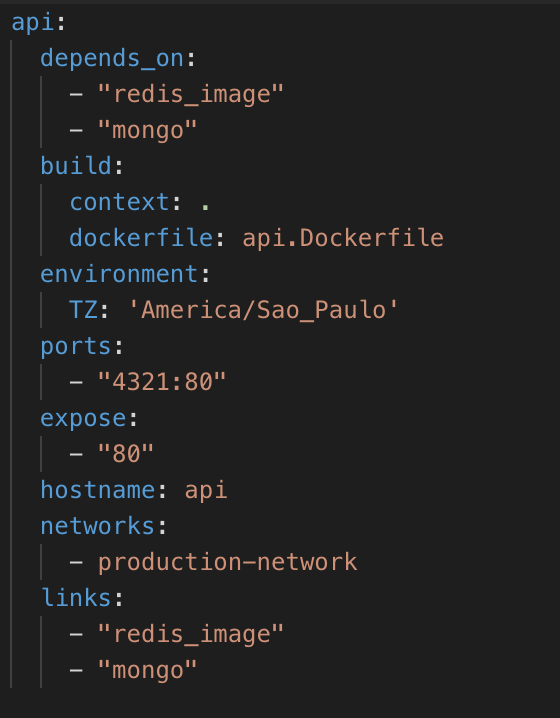 api:
  depends_on:
    - "redis_image"
    - "mongo"
  build:
    context: .
    dockerfile: api.Dockerfile
  environment:
    TZ: 'America/Sao_Paulo'
  ports:
    - "4321:80"
  expose:
    - "80"
  hostname: api
  networks:
    - production-network
  links:
    - "redis_image"
    - "mongo"